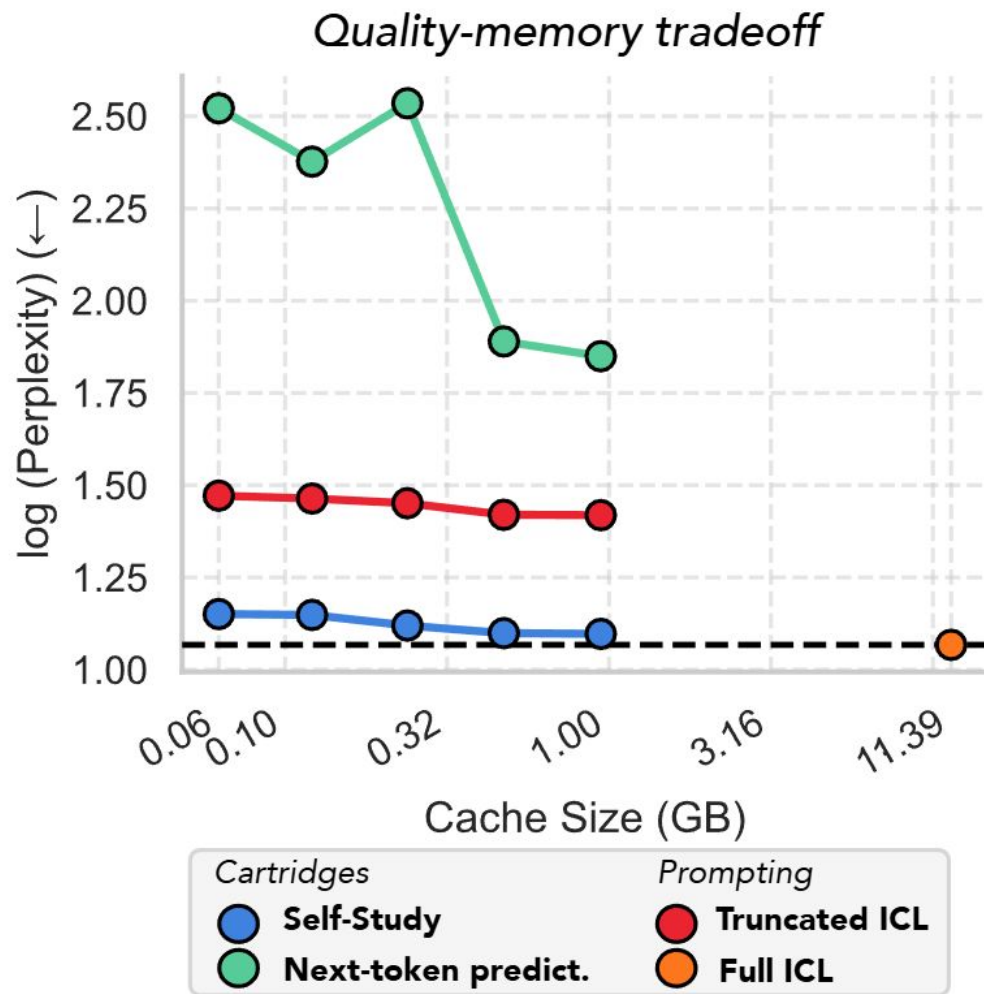 Quality-memory tradeoff
log (Perplexity) (←)
2.50
2.25
2.00
1.75
1.50
1.25
1.00
0.06 0.10 0.32 1.00 3.16 11.39
Cache Size (GB)
Cartridges Prompting
Self-Study Truncated ICL
Next-token predict. Full ICL